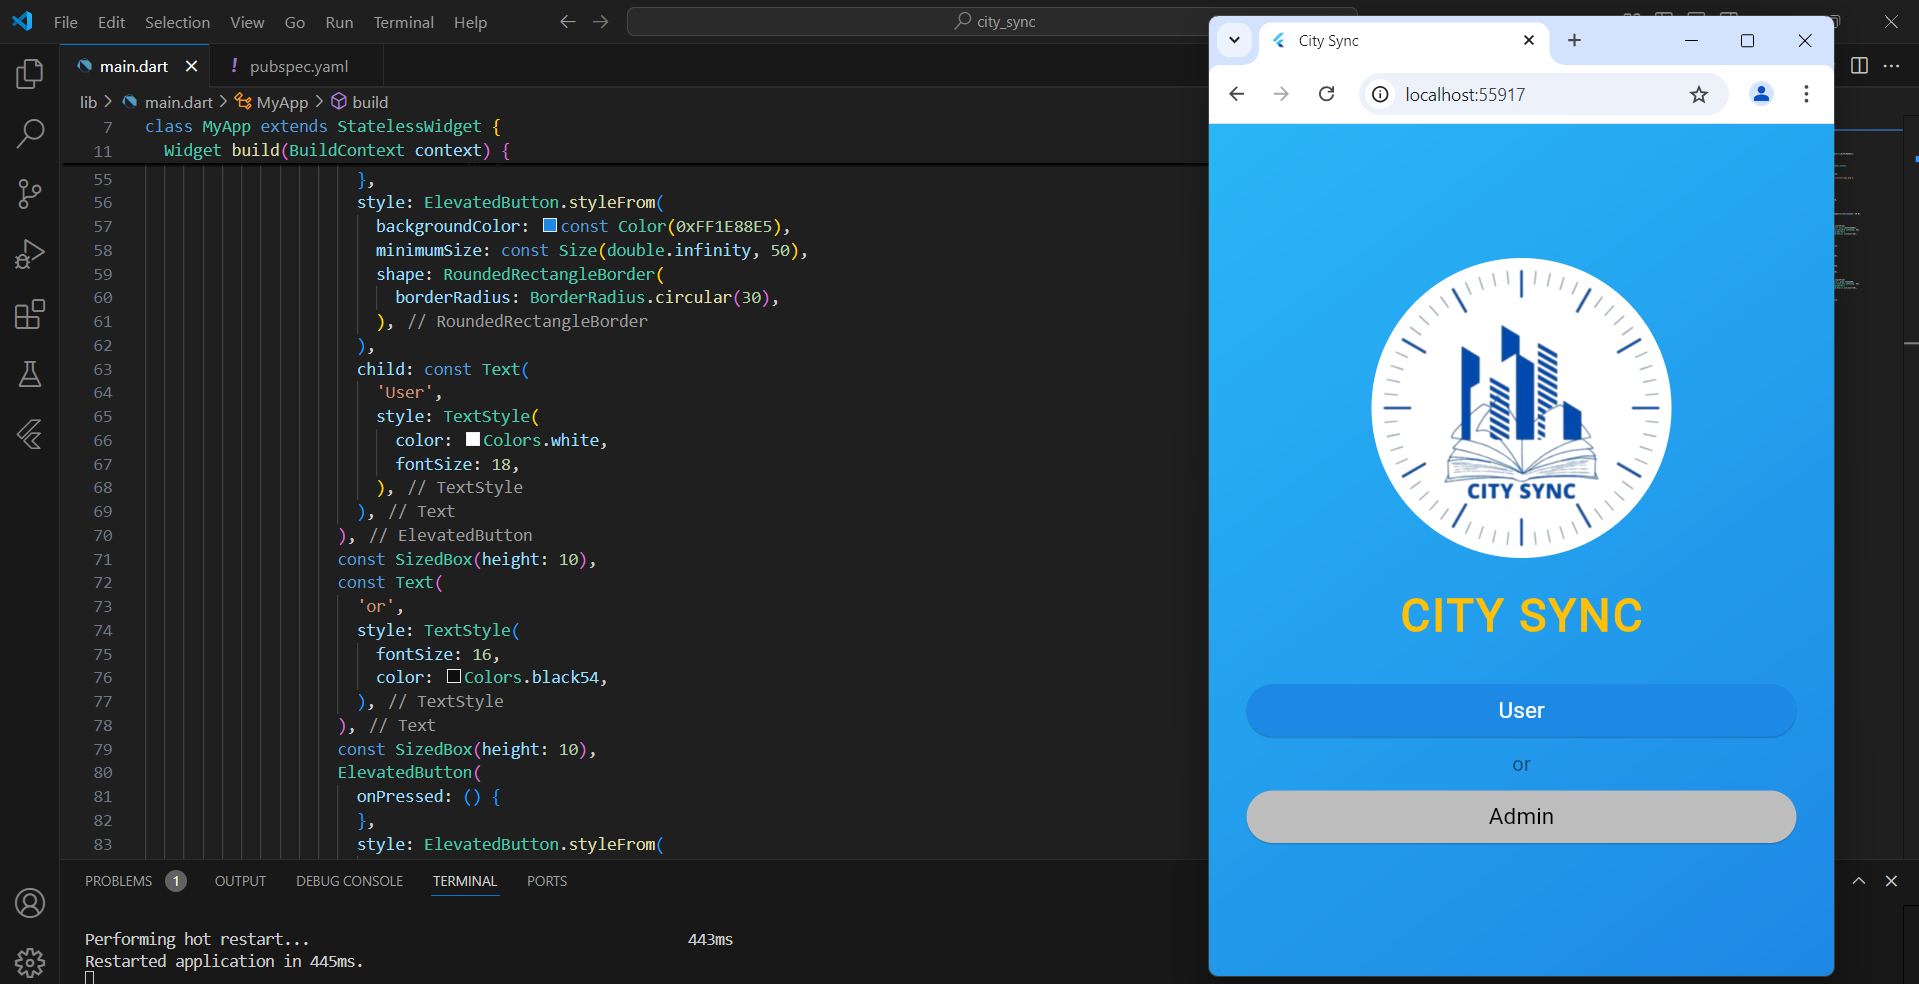 File Edit Selection View Go Run Terminal Help
city_sync
main.dart
pubspec.yaml
lib > main.dart > MyApp > build
7 class MyApp extends StatelessWidget {
11 Widget build(BuildContext context) {
55 },
56 style: ElevatedButton.styleFrom(
57 backgroundColor: const Color(0xFF1E88E5),
58 minimumSize: const Size(double.infinity, 50),
59 shape: RoundedRectangleBorder(
60 borderRadius: BorderRadius.circular(30),
61 ), // RoundedRectangleBorder
62 ),
63 child: const Text(
64 'User',
65 style: TextStyle(
66 color: Colors.white,
67 fontSize: 18,
68 ), // TextStyle
69 ), // Text
70 ), // ElevatedButton
71 const SizedBox(height: 10),
72 const Text(
73 'or',
74 style: TextStyle(
75 fontSize: 16,
76 color: Colors.black54,
77 ), // TextStyle
78 ), // Text
79 const SizedBox(height: 10),
80 ElevatedButton(
81 onPressed: () {
82 },
83 style: ElevatedButton.styleFrom(
PROBLEMS 1 OUTPUT DEBUG CONSOLE TERMINAL PORTS
Performing hot restart... 443ms
Restarted application in 445ms.
City Sync
localhost:55917
CITY SYNC
CITY SYNC
User
or
Admin